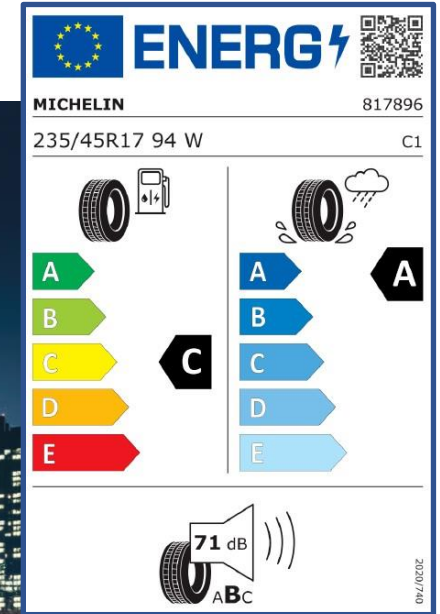 ENERG
MICHELIN 817896
235/45R17 94 W C1
A A A
B B
C C C
D D
E E
71 dB
ABC
2020/740